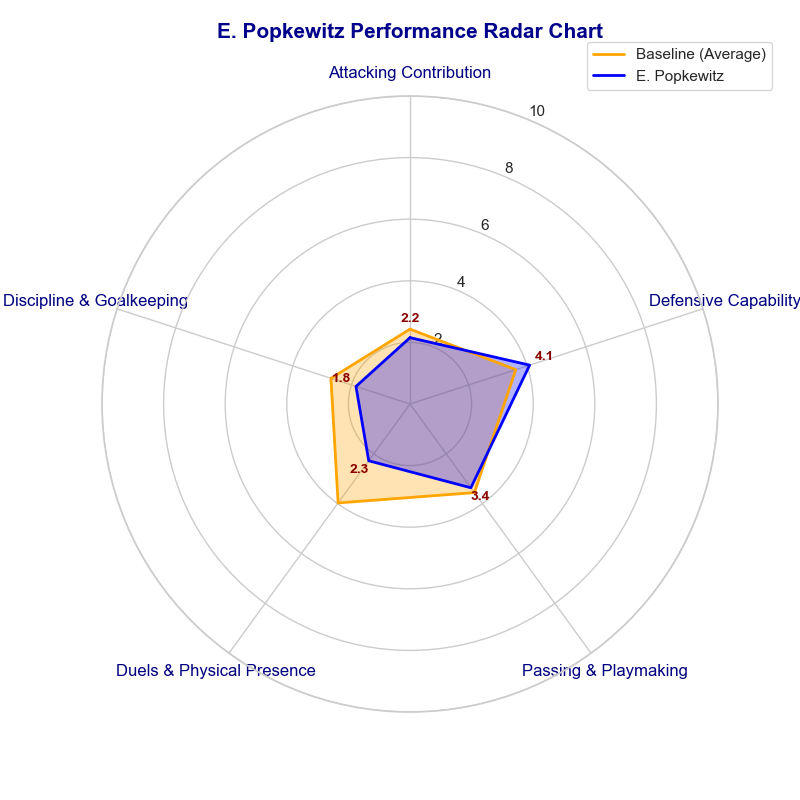 E. Popkewitz Performance Radar Chart
Baseline (Average)
E. Popkewitz
Attacking Contribution
10
8
6
4
2
2.2
Discipline & Goalkeeping
Defensive Capability
4.1
1.8
2.3
3.4
Duels & Physical Presence
Passing & Playmaking